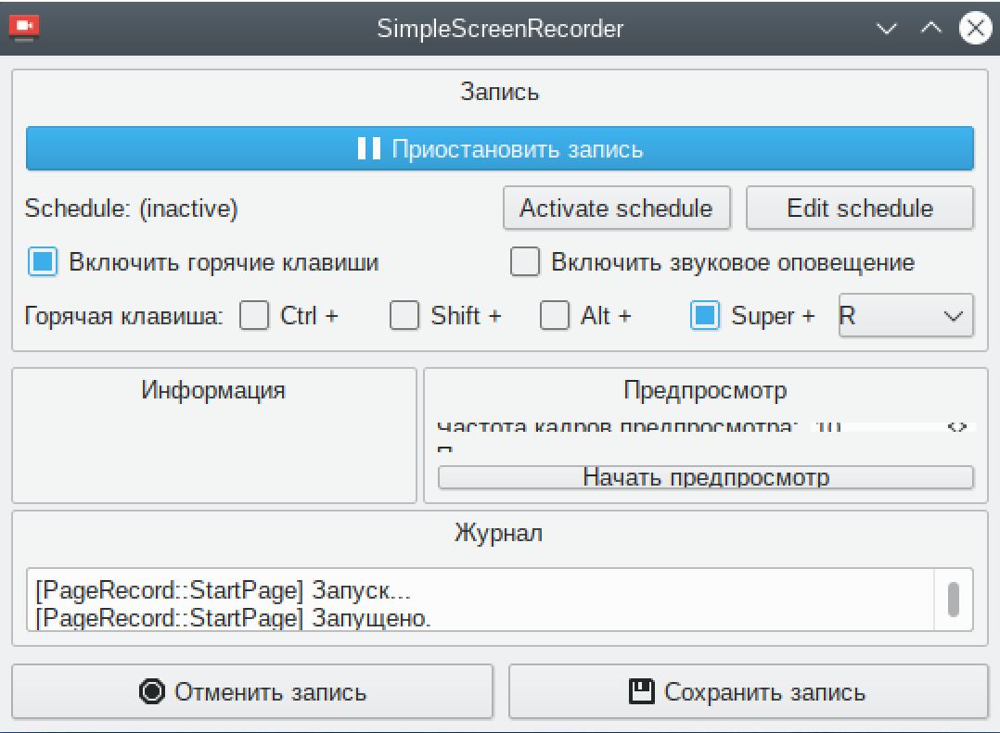 SimpleScreenRecorder
Запись
Приостановить запись
Schedule: (inactive) Activate schedule Edit schedule
Включить горячие клавиши Включить звуковое оповещение
Горячая клавиша: Ctrl + Shift + Alt + Super + R
Информация Предпросмотр
Частота кадров предпросмотра: 10
Начать предпросмотр
Журнал
[PageRecord::StartPage] Запуск...
[PageRecord::StartPage] Запущено.
Отменить запись Сохранить запись